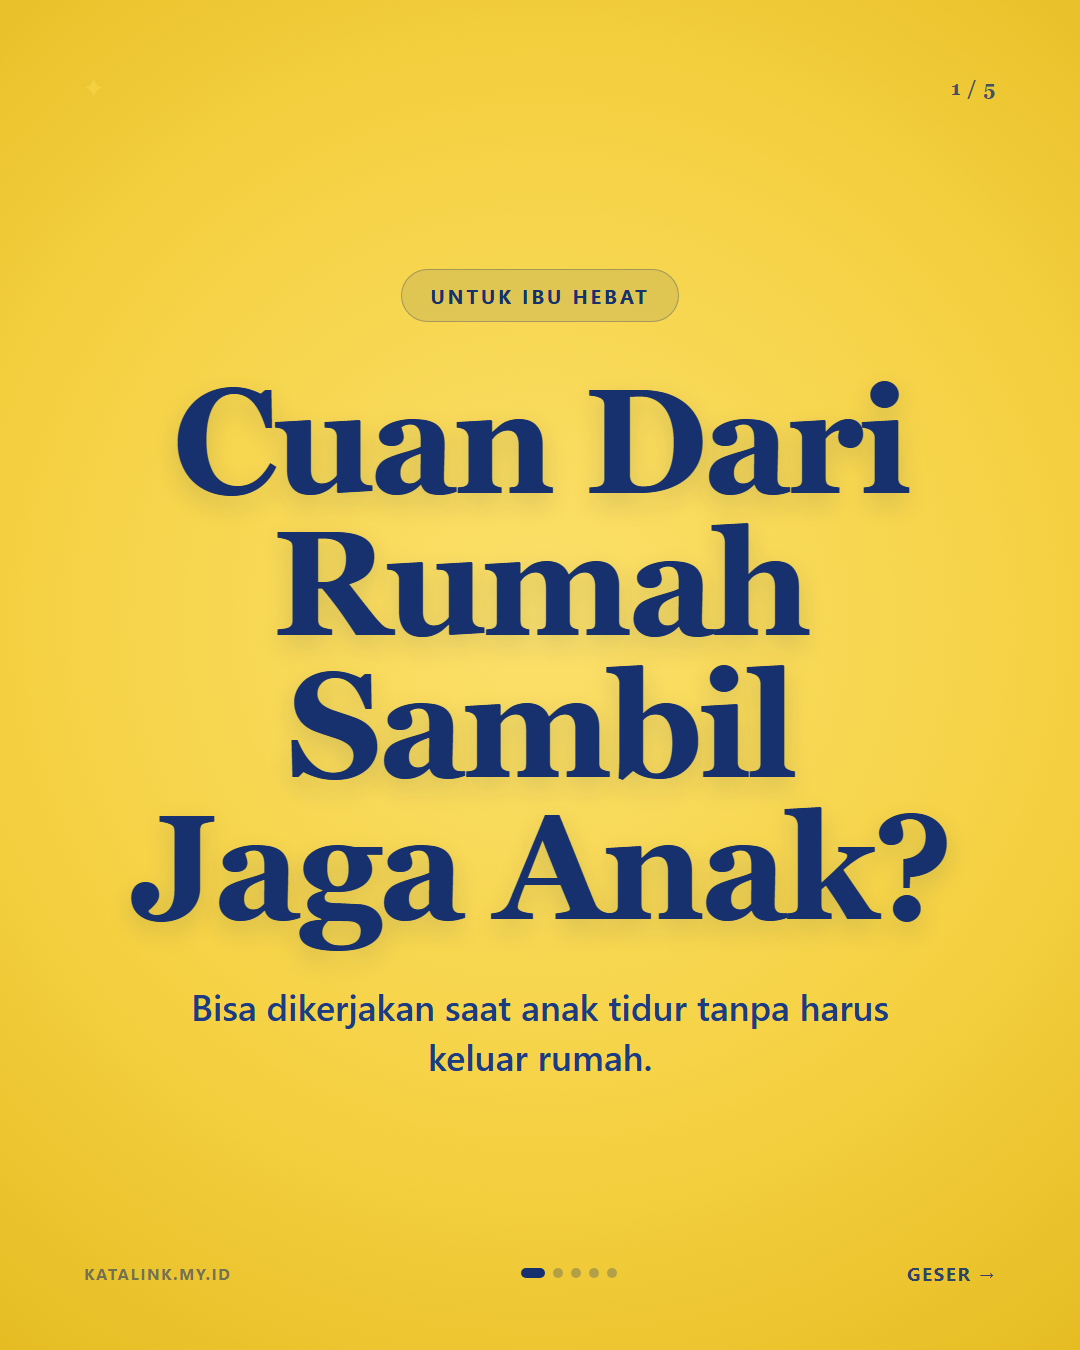 1 / 5
UNTUK IBU HEBAT
Cuan Dari
Rumah
Sambil
Jaga Anak?
Bisa dikerjakan saat anak tidur tanpa harus
keluar rumah.
KATALINK.MY.ID
GESER →